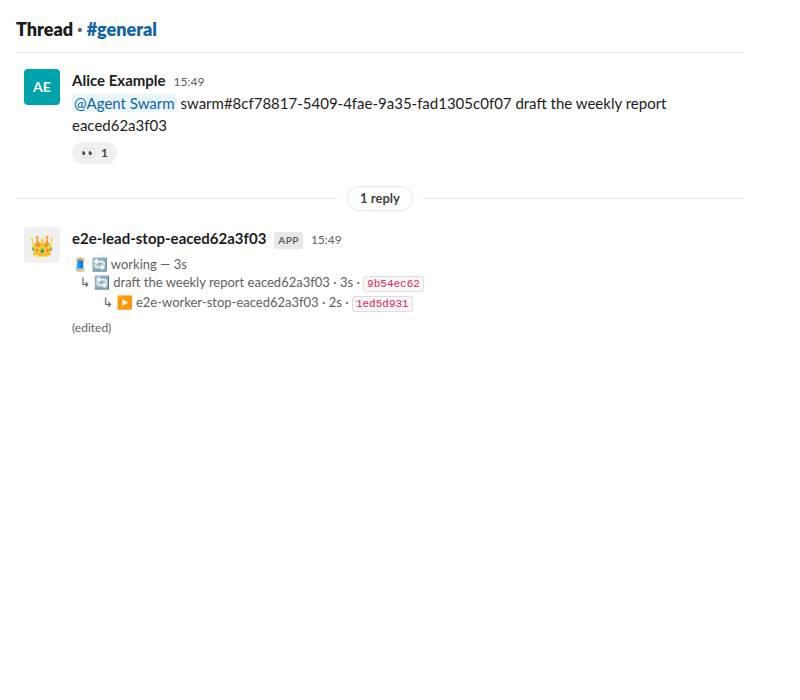 Thread • #general
AE
Alice Example 15:49
@Agent Swarm swarm#8cf78817-5409-4fae-9a35-fad1305c0f07 draft the weekly report
eaced62a3f03
👀 1
1 reply
e2e-lead-stop-eaced62a3f03 APP 15:49
🧵 🔄 working — 3s
↳ 🔄 draft the weekly report eaced62a3f03 · 3s · 9b54ec62
↳ ▶️ e2e-worker-stop-eaced62a3f03 · 2s · 1ed5d931
(edited)